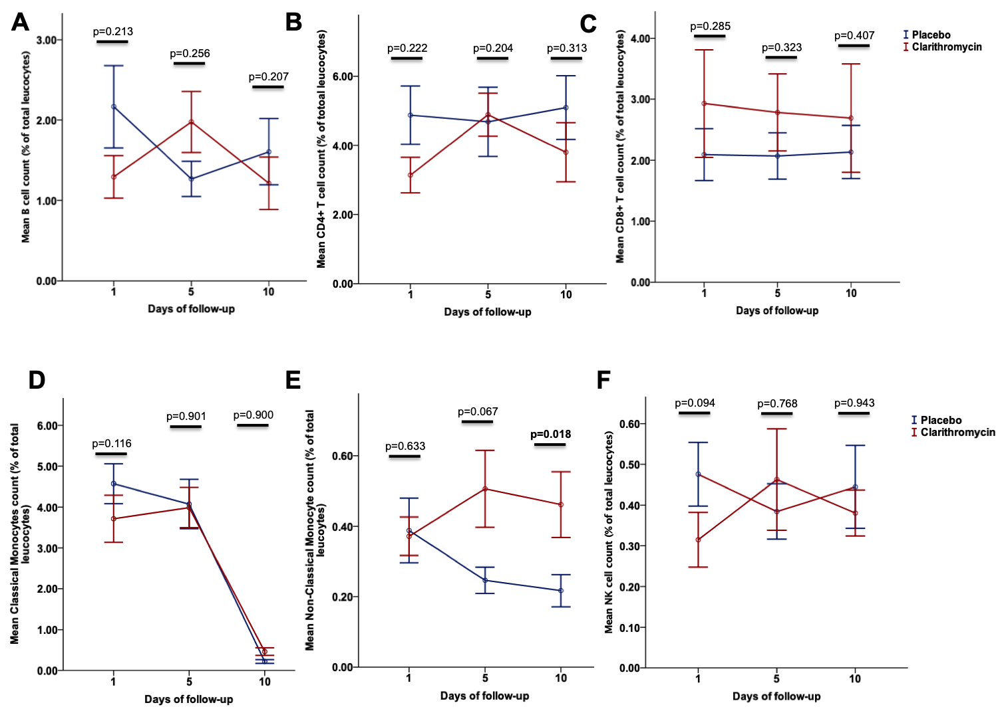 A
B
C
p=0.213
p=0.256
p=0.207
3.00
2.00
1.00
0.00
Mean B cell count (% of total leucocytes)
1
5
10
Days of follow-up
p=0.222
p=0.204
p=0.313
6.00
4.00
2.00
0.00
Mean CD4+ T cell count (% of totoal leucocytes)
1
5
10
Days of follow-up
p=0.285
p=0.323
p=0.407
4.00
3.00
2.00
1.00
0.00
Mean CD8+ T cell count (% of total leucocytes)
1
5
10
Days of follow-up
Placebo
Clarithromycin
D
E
F
p=0.116
p=0.901
p=0.900
6.00
5.00
4.00
3.00
2.00
1.00
0.00
Mean Classical Monocytes count (% of total
leucocytes)
1
5
10
Days of follow-up
p=0.633
p=0.067
p=0.018
0.60
0.40
0.20
0.00
Mean Non-Classical Monocyte count (% of total
leucoytes)
1
5
10
Days of follow-up
p=0.094
p=0.768
p=0.943
0.60
0.50
0.40
0.30
0.20
0.10
0.00
Mean NK cell count (% of total leucocytes)
1
5
10
Days of follow-up
Placebo
Clarithromycin